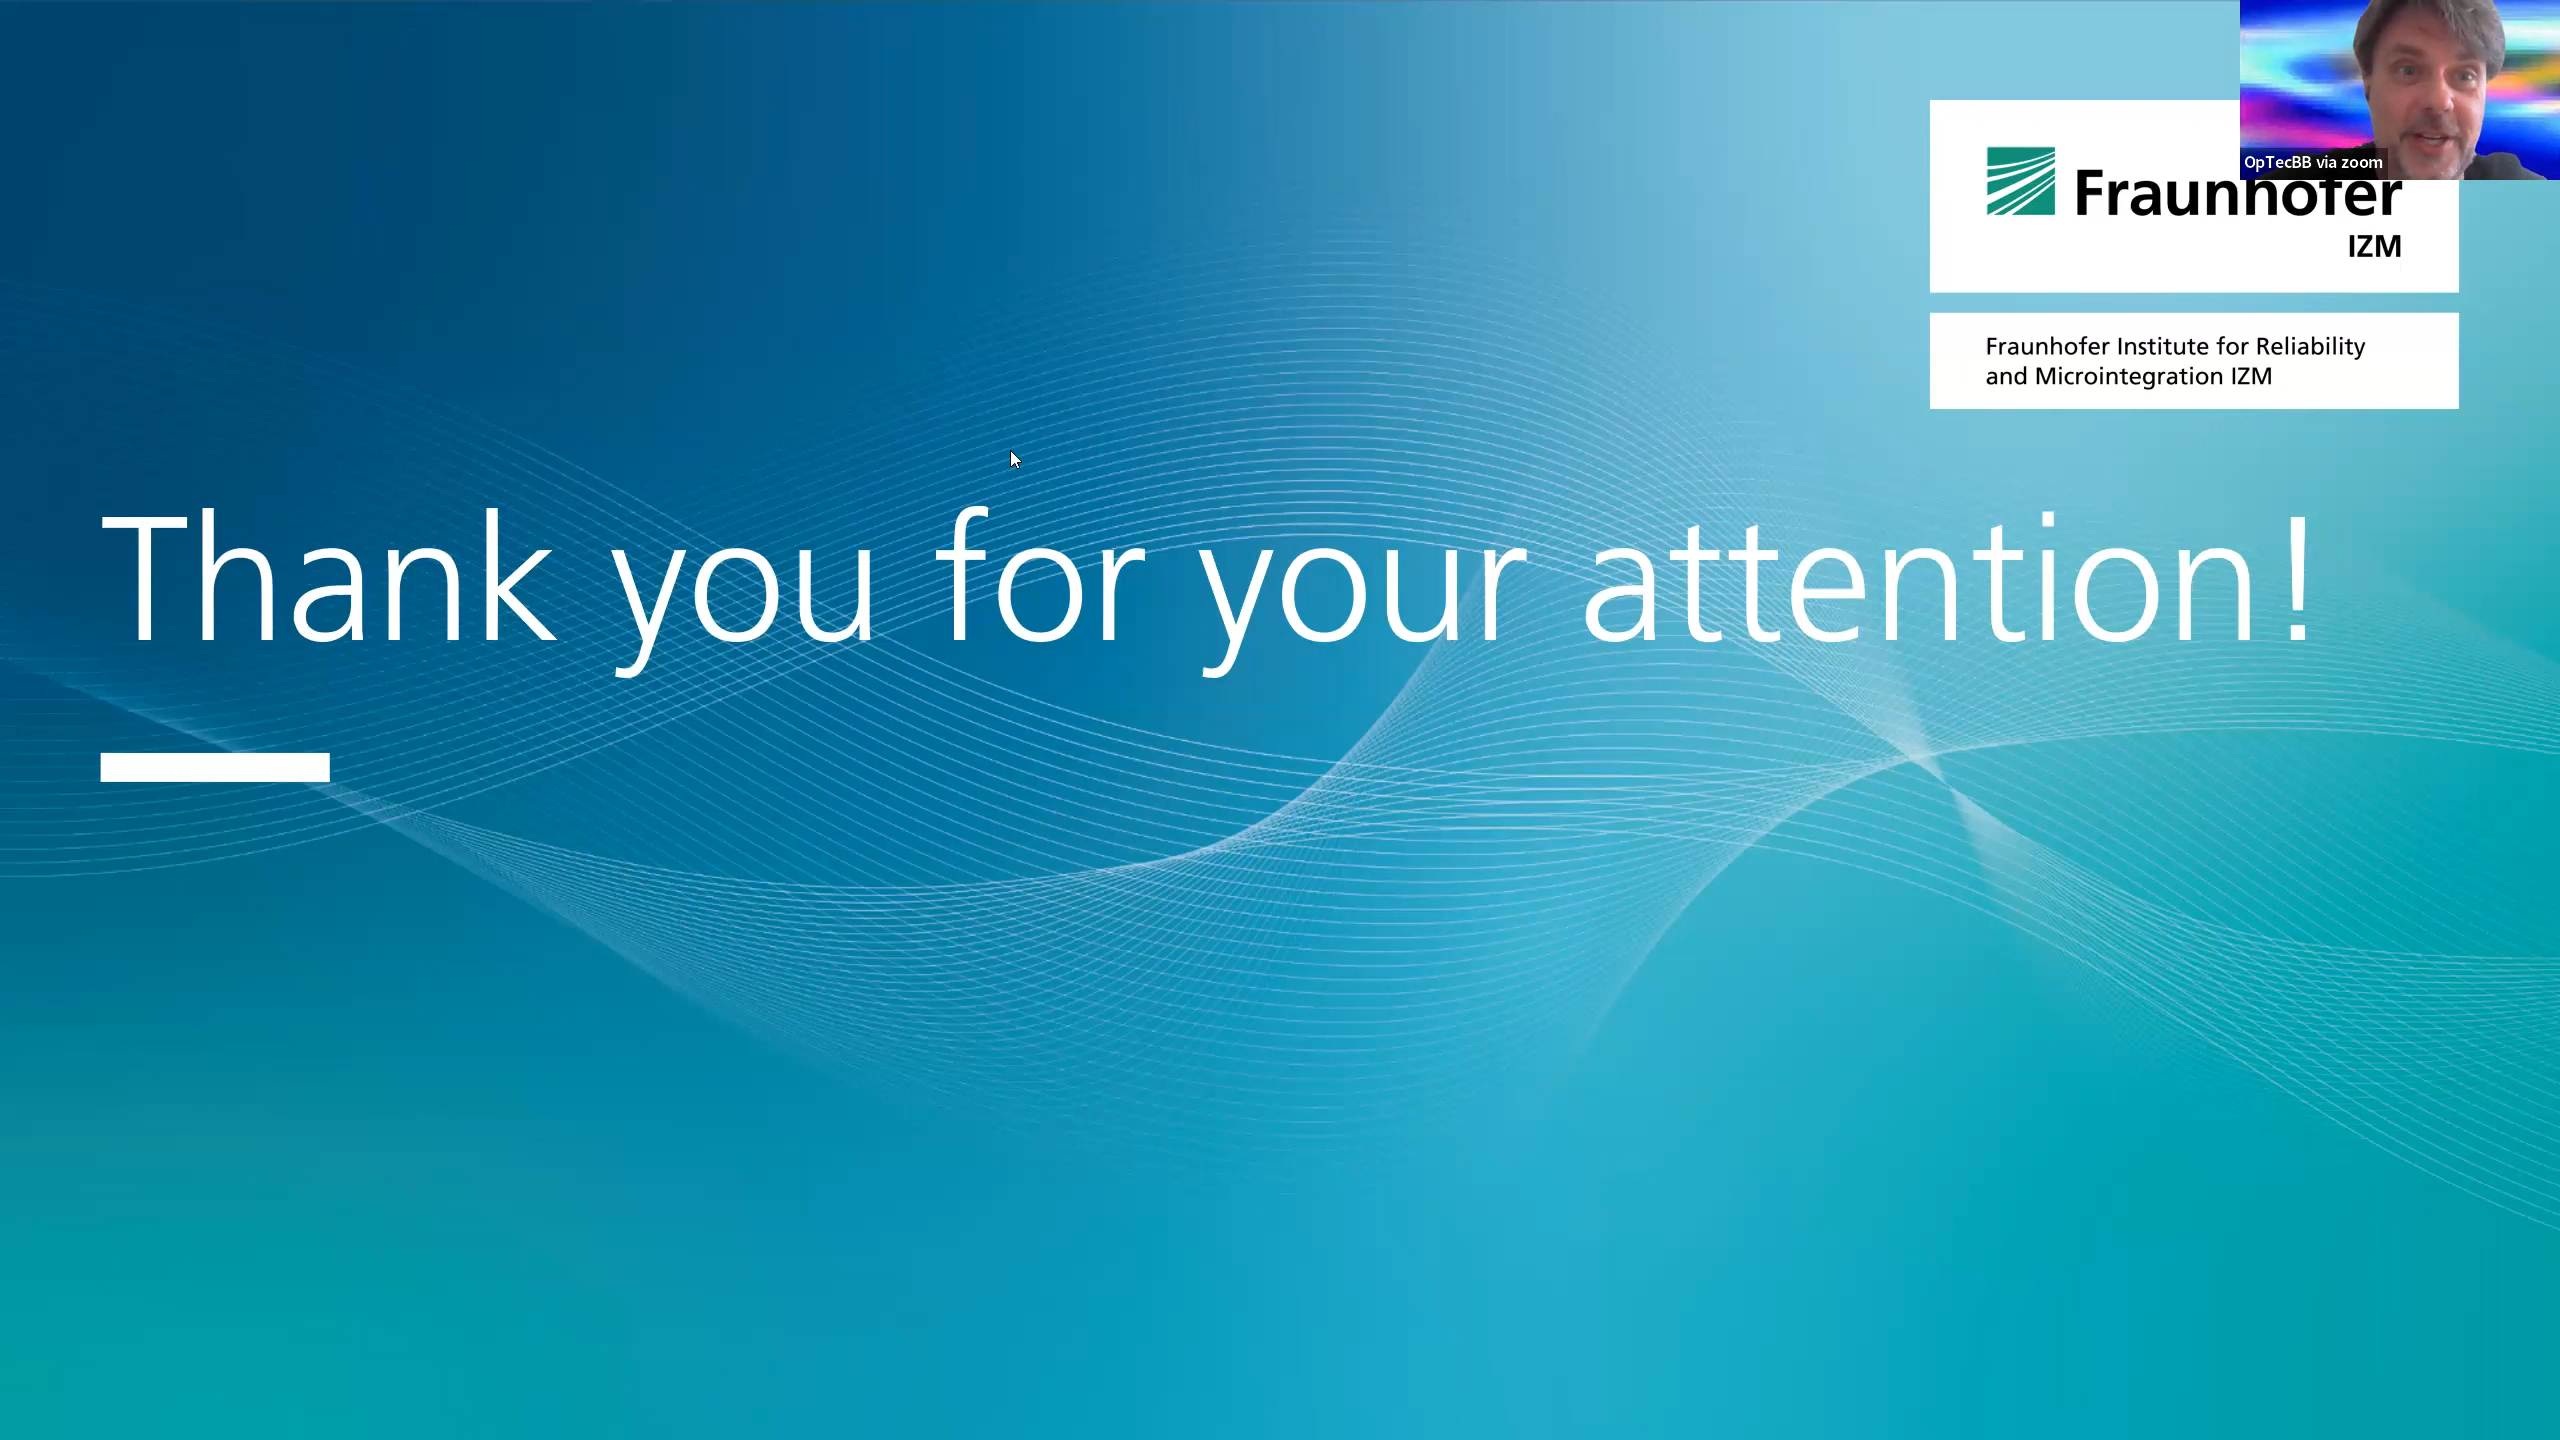 OpTecBB via zoom
Fraunhofer
IZM
Fraunhofer Institute for Reliability
and Microintegration IZM
Thank you for your attention!